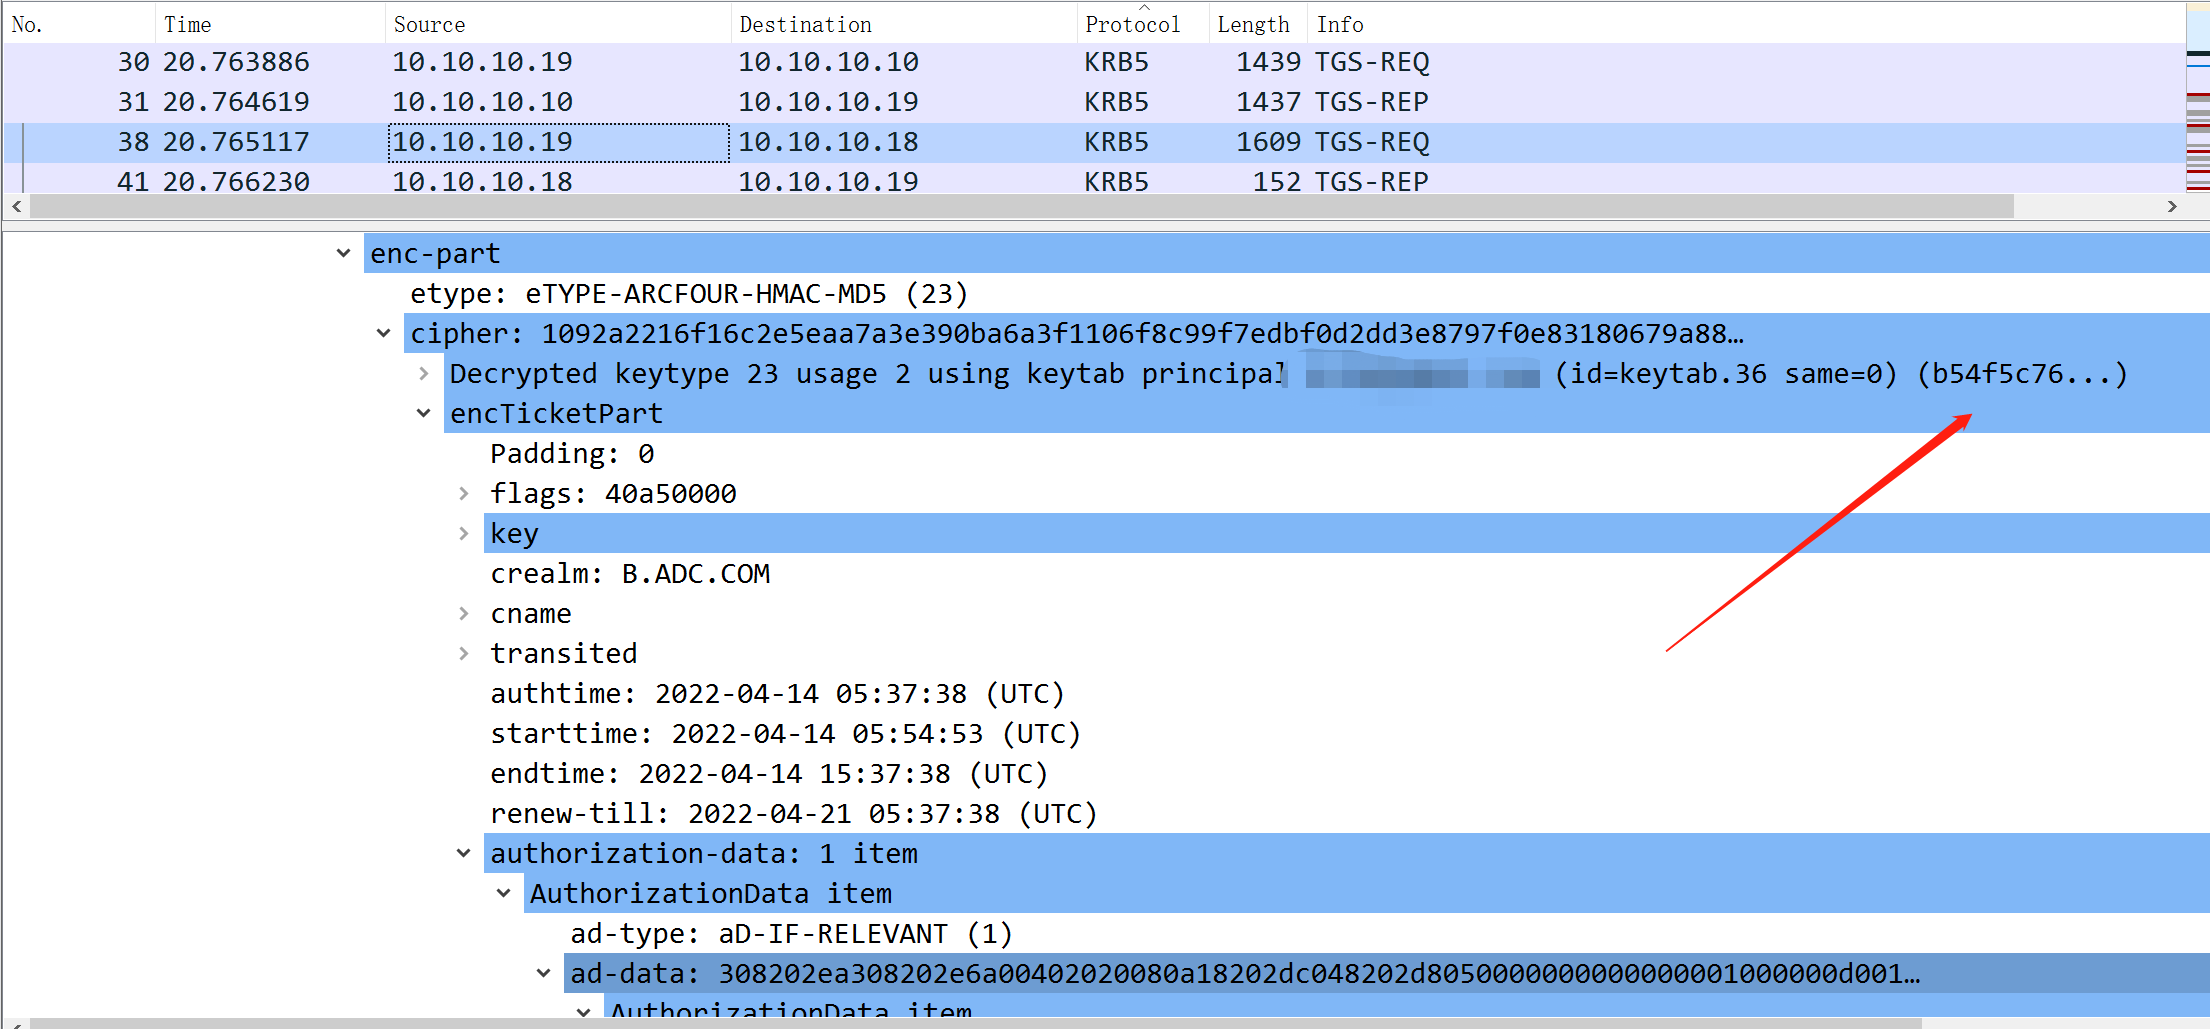 No. Time Source Destination Protocol Length Info
30 20.763886 10.10.10.19 10.10.10.10 KRB5 1439 TGS-REQ
31 20.764619 10.10.10.10 10.10.10.19 KRB5 1437 TGS-REP
38 20.765117 10.10.10.19 10.10.10.18 KRB5 1609 TGS-REQ
41 20.766230 10.10.10.18 10.10.10.19 KRB5 152 TGS-REP
enc-part
etype: eTYPE-ARCFOUR-HMAC-MD5 (23)
cipher: 1092a2216f16c2e5eaa7a3e390ba6a3f1106f8c99f7edbf0d2dd3e8797f0e83180679a88…
Decrypted keytype 23 usage 2 using keytab principal (id=keytab.36 same=0) (b54f5c76...)
encTicketPart
Padding: 0
flags: 40a50000
key
crealm: B.ADC.COM
cname
transited
authtime: 2022-04-14 05:37:38 (UTC)
starttime: 2022-04-14 05:54:53 (UTC)
endtime: 2022-04-14 15:37:38 (UTC)
renew-till: 2022-04-21 05:37:38 (UTC)
authorization-data: 1 item
AuthorizationData item
ad-type: aD-IF-RELEVANT (1)
ad-data: 308202ea308202e6a00402020080a18202dc048202d8050000000000000001000000d001…
AuthorizationData item